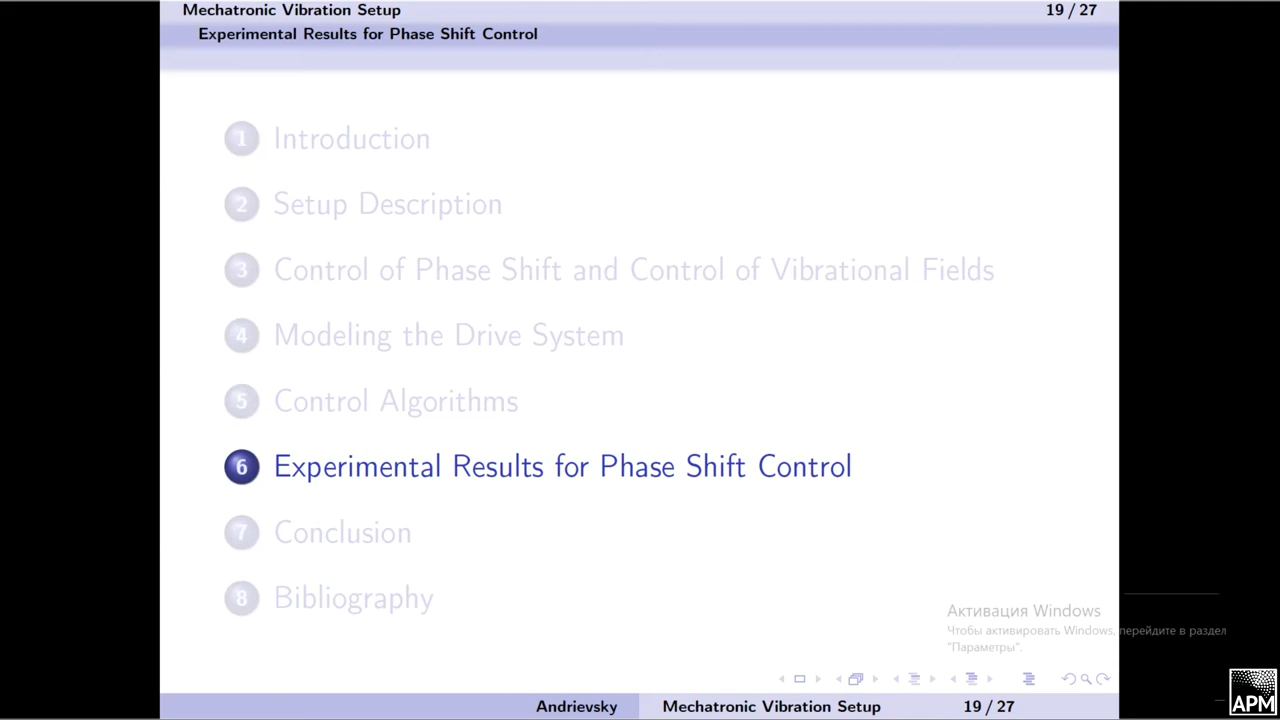 Mechatronic Vibration Setup 19 / 27
Experimental Results for Phase Shift Control
1 Introduction
2 Setup Description
3 Control of Phase Shift and Control of Vibrational Fields
4 Modeling the Drive System
5 Control Algorithms
6 Experimental Results for Phase Shift Control
7 Conclusion
8 Bibliography
Активация Windows
Чтобы активировать Windows, перейдите в раздел
"Параметры".
Andrievsky Mechatronic Vibration Setup 19 / 27
APM